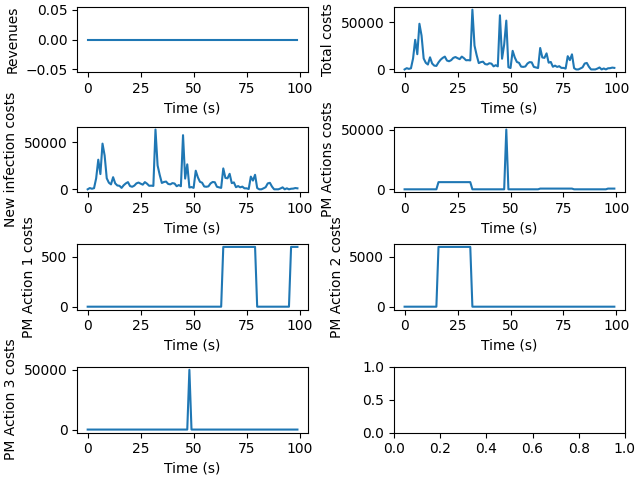 Revenues
0.05
0.00
−0.05
0 25 50 75 100
Time (s)
Total costs
50000
0
0 25 50 75 100
Time (s)
New infection costs
50000
0
0 25 50 75 100
Time (s)
PM Actions costs
50000
0
0 25 50 75 100
Time (s)
PM Action 1 costs
500
0
0 25 50 75 100
Time (s)
PM Action 2 costs
5000
0
0 25 50 75 100
Time (s)
PM Action 3 costs
50000
0
0 25 50 75 100
Time (s)
1.0
0.5
0.0
0.0 0.2 0.4 0.6 0.8 1.0